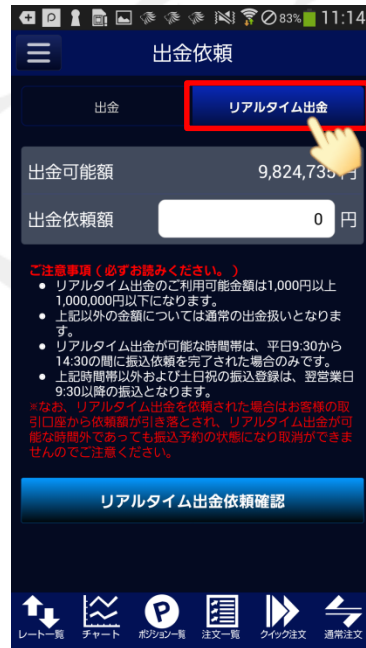 83% 11:14
出金依頼
出金 リアルタイム出金
出金可能額 9,824,735 円
出金依頼額 0 円
ご注意事項（必ずお読みください。）
● リアルタイム出金のご利用可能金額は1,000円以上
1,000,000円以下になります。
● 上記以外の金額については通常の出金扱いとなりま
す。
● リアルタイム出金が可能な時間帯は、平日9:30から
14:30の間に振込依頼を完了された場合のみです。
● 上記時間帯以外および土日祝の振込登録は、翌営業日
9:30以降の振込となります。
※なお、リアルタイム出金を依頼された場合はお客様の取
引口座から依頼額が引き落とされ、リアルタイム出金が可
能な時間外であっても振込予約の状態になり取消ができま
せんのでご注意ください。
リアルタイム出金依頼確認
P
レート一覧 チャート ポジション一覧 注文一覧 クイック注文 通常注文